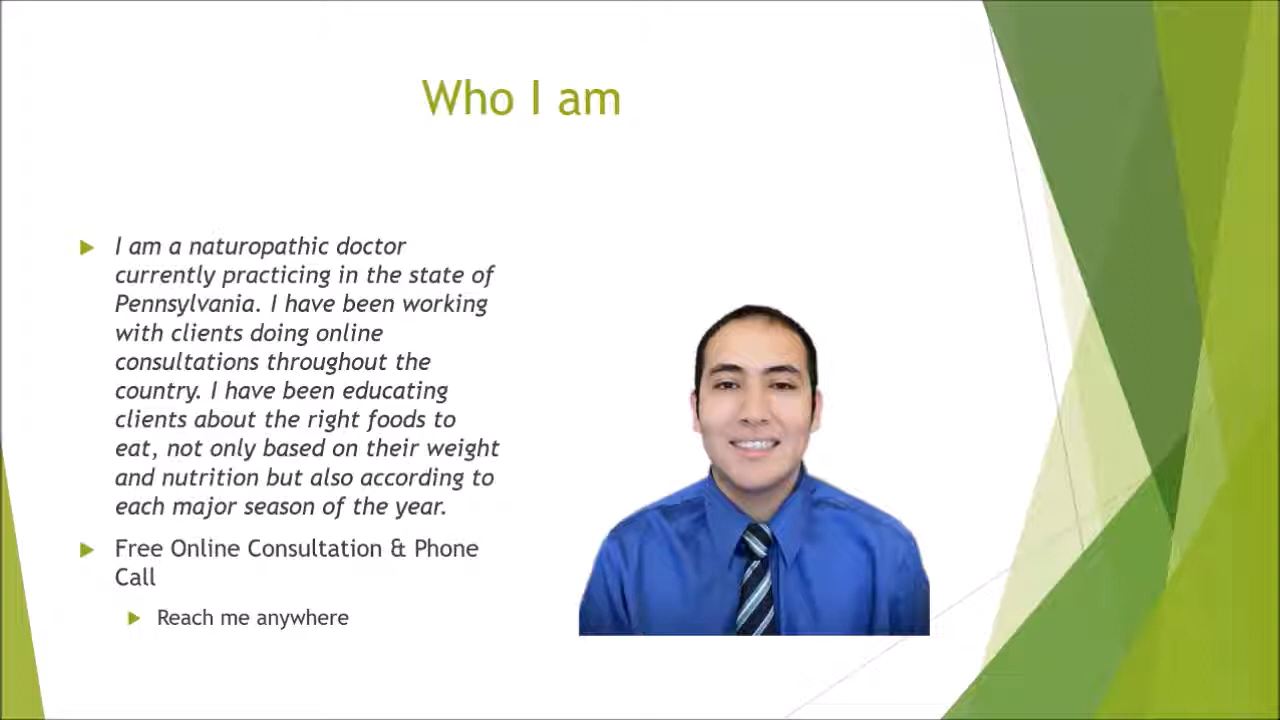 Who I am
I am a naturopathic doctor
currently practicing in the state of
Pennsylvania. I have been working
with clients doing online
consultations throughout the
country. I have been educating
clients about the right foods to
eat, not only based on their weight
and nutrition but also according to
each major season of the year.
Free Online Consultation & Phone
Call
Reach me anywhere